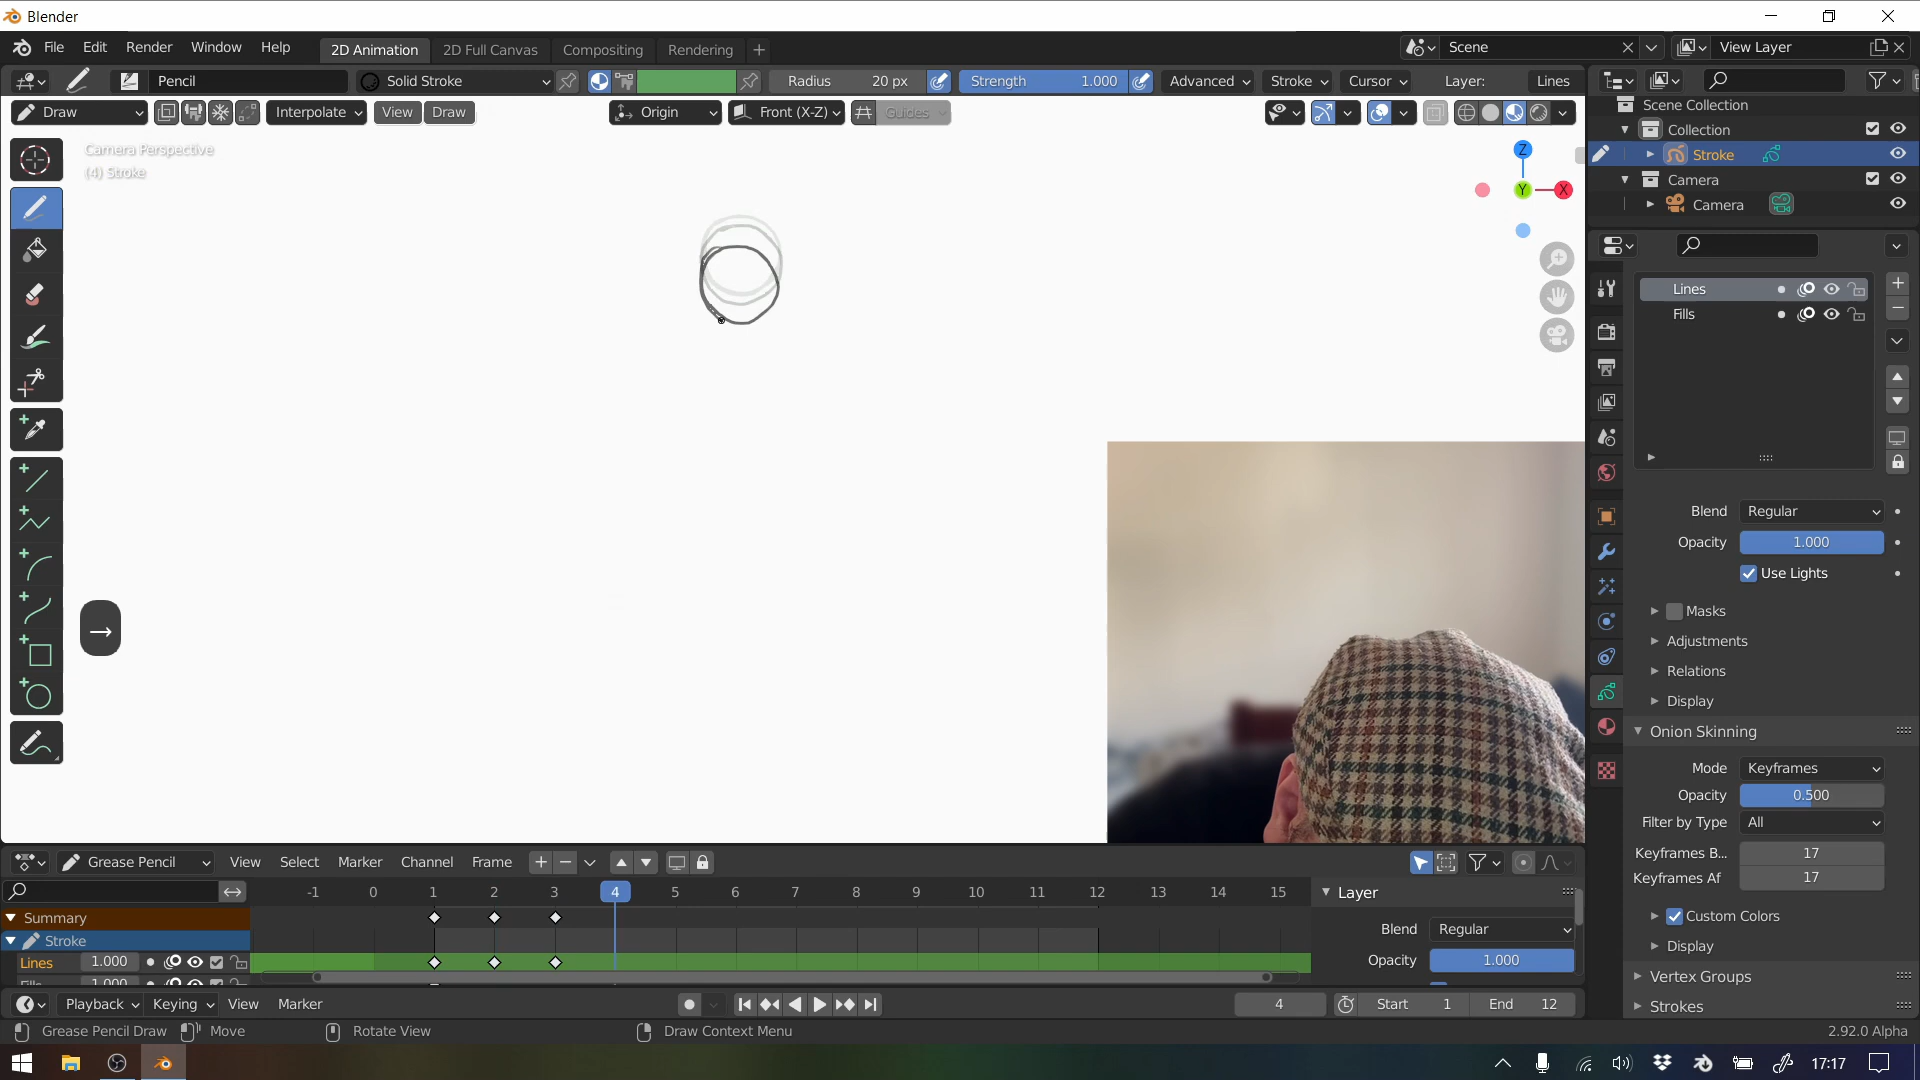 Blender
File Edit Render Window Help 2D Animation 2D Full Canvas Compositing Rendering + Scene View Layer
Pencil Solid Stroke Radius 20 px Strength 1.000 Advanced Stroke Cursor Layer: Lines
Draw Interpolate View Draw Origin Front (X-Z) Guides
Scene Collection
Collection
Stroke
Camera
Camera
Camera Perspective
(4) Stroke
Z
Y
X
Lines
Fills
Blend Regular
Opacity 1.000
Use Lights
Masks
Adjustments
Relations
Display
Onion Skinning
Mode Keyframes
Opacity 0.500
Filter by Type All
Keyframes B... 17
Keyframes Af 17
Custom Colors
Display
Vertex Groups
Strokes
Grease Pencil View Select Marker Channel Frame
-1 0 1 2 3 4 5 6 7 8 9 10 11 12 13 14 15
Summary
Stroke
Lines 1.000
Layer
Blend Regular
Opacity 1.000
Playback Keying View Marker 4 Start 1 End 12
Grease Pencil Draw Move Rotate View Draw Context Menu 2.92.0 Alpha
17:17